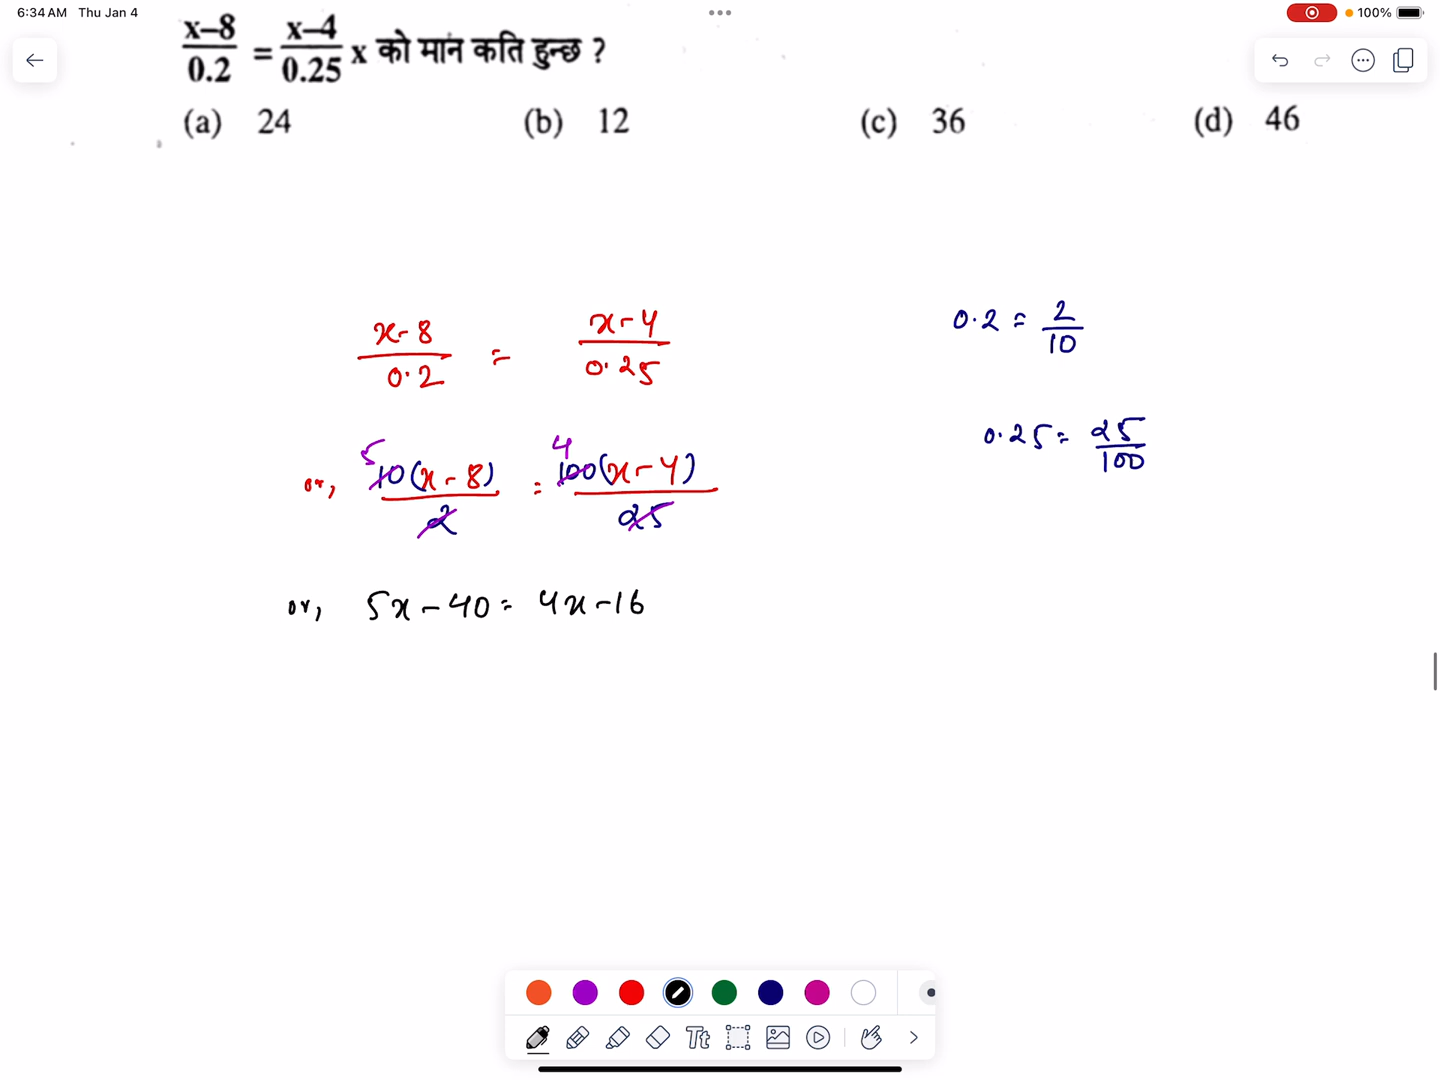 6:34 AM Thu Jan 4
100%
x–8/0.2 = x–4/0.25 x को मान कति हुन्छ ?
(a) 24 (b) 12 (c) 36 (d) 46
x-8/0.2 = x-4/0.25
0.2 = 2/10
0.25 = 25/100
or, 5 10(x-8)/2 = 4 100(x-4)/25
or, 5x-40 = 4x-16
Tt